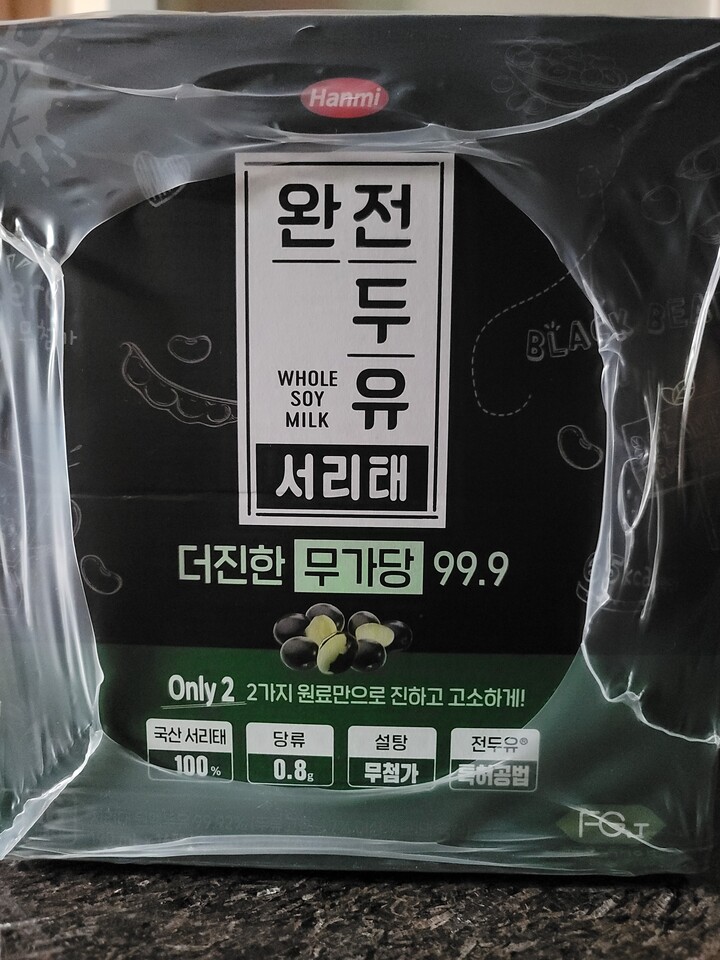 Hanmi
완전
두
유
WHOLE
SOY
MILK
서리태
BLACK BEA
더진한 무가당 99.9
Only 2 2가지 원료만으로 진하고 고소하게!
국산 서리태
100%
당류
0.8g
설탕
무첨가
전두유®
특허공법